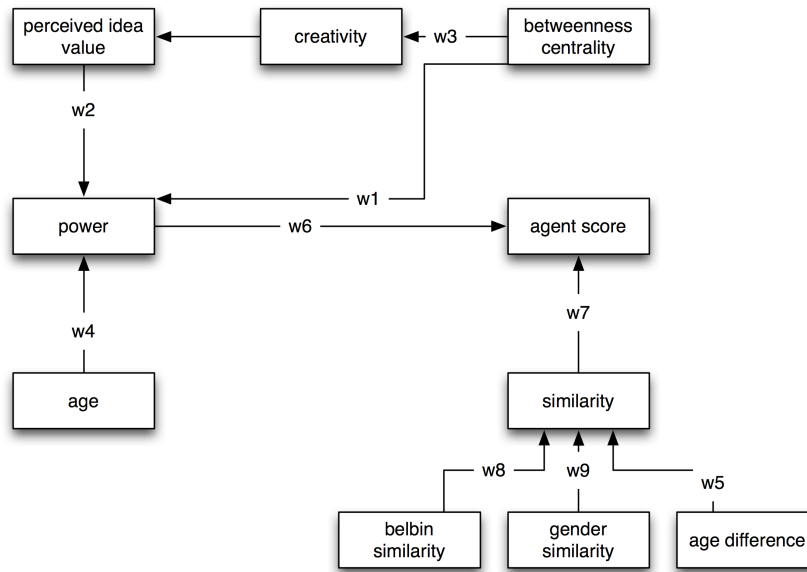 perceived idea
value
creativity
w3
betweenness
centrality
w2
w1
power
w6
agent score
w4
w7
age
similarity
w8
w9
w5
belbin
similarity
gender
similarity
age difference